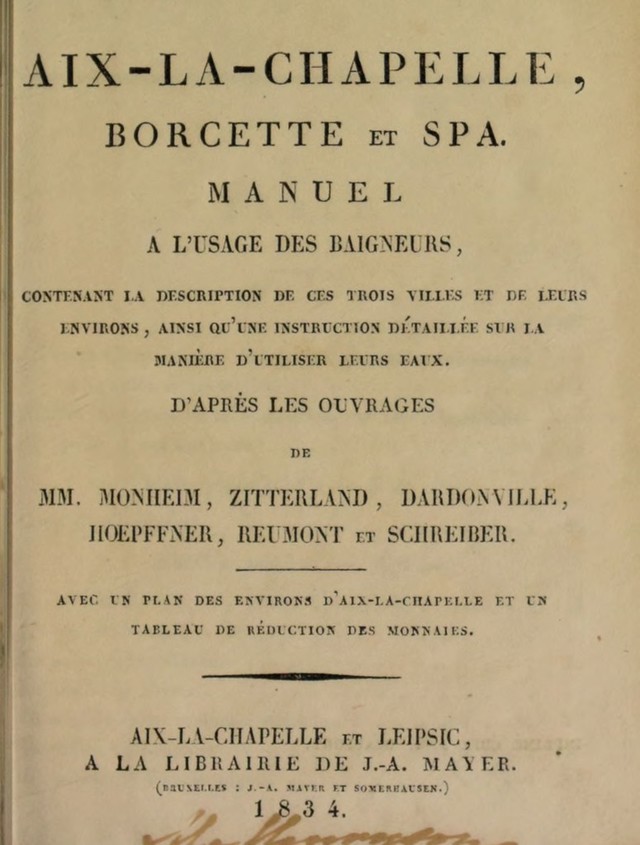 AIX-LA-CHAPELLE,
BORCETTE ET SPA.
MANUEL
A L'USAGE DES BAIGNEURS,
CONTENANT LA DESCRIPTION DE CES TROIS VILLES ET DE LEURS
ENVIRONS, AINSI QU'UNE INSTRUCTION DÉTAILLÉE SUR LA
MANIÈRE D'UTILISER LEURS EAUX.
D'APRÈS LES OUVRAGES
DE
MM. MONHEIM, ZITTERLAND, DARDONVILLE,
HOEPFFNER, REUMONT ET SCHREIBER.
AVEC UN PLAN DES ENVIRONS D'AIX-LA-CHAPELLE ET UN
TABLEAU DE RÉDUCTION DES MONNAIES.
AIX-LA-CHAPELLE ET LEIPSIC,
A LA LIBRAIRIE DE J.-A. MAYER.
(BRUXELLES : J.-A. MAYER ET SOMERHAUSEN.)
1834.